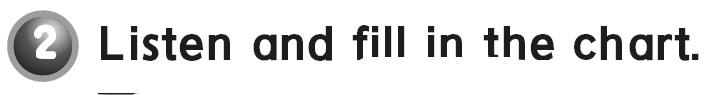 2 Listen and fill in the chart.